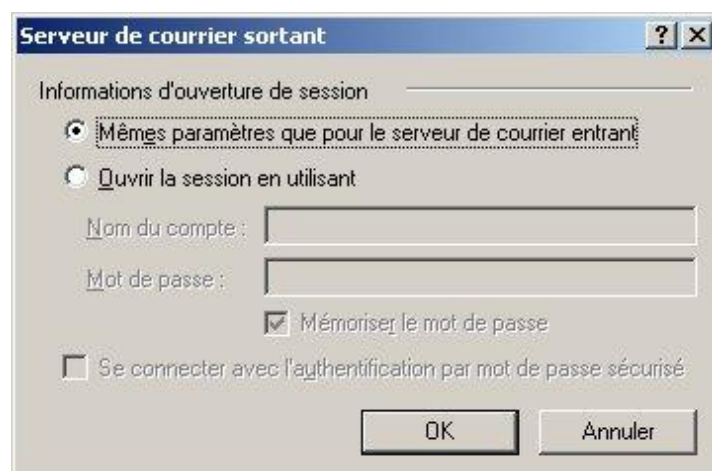 Serveur de courrier sortant
Informations d'ouverture de session
Mêmes paramètres que pour le serveur de courrier entrant
Ouvrir la session en utilisant
Nom du compte :
Mot de passe :
Mémoriser le mot de passe
Se connecter avec l'authentification par mot de passe sécurisé
OK Annuler